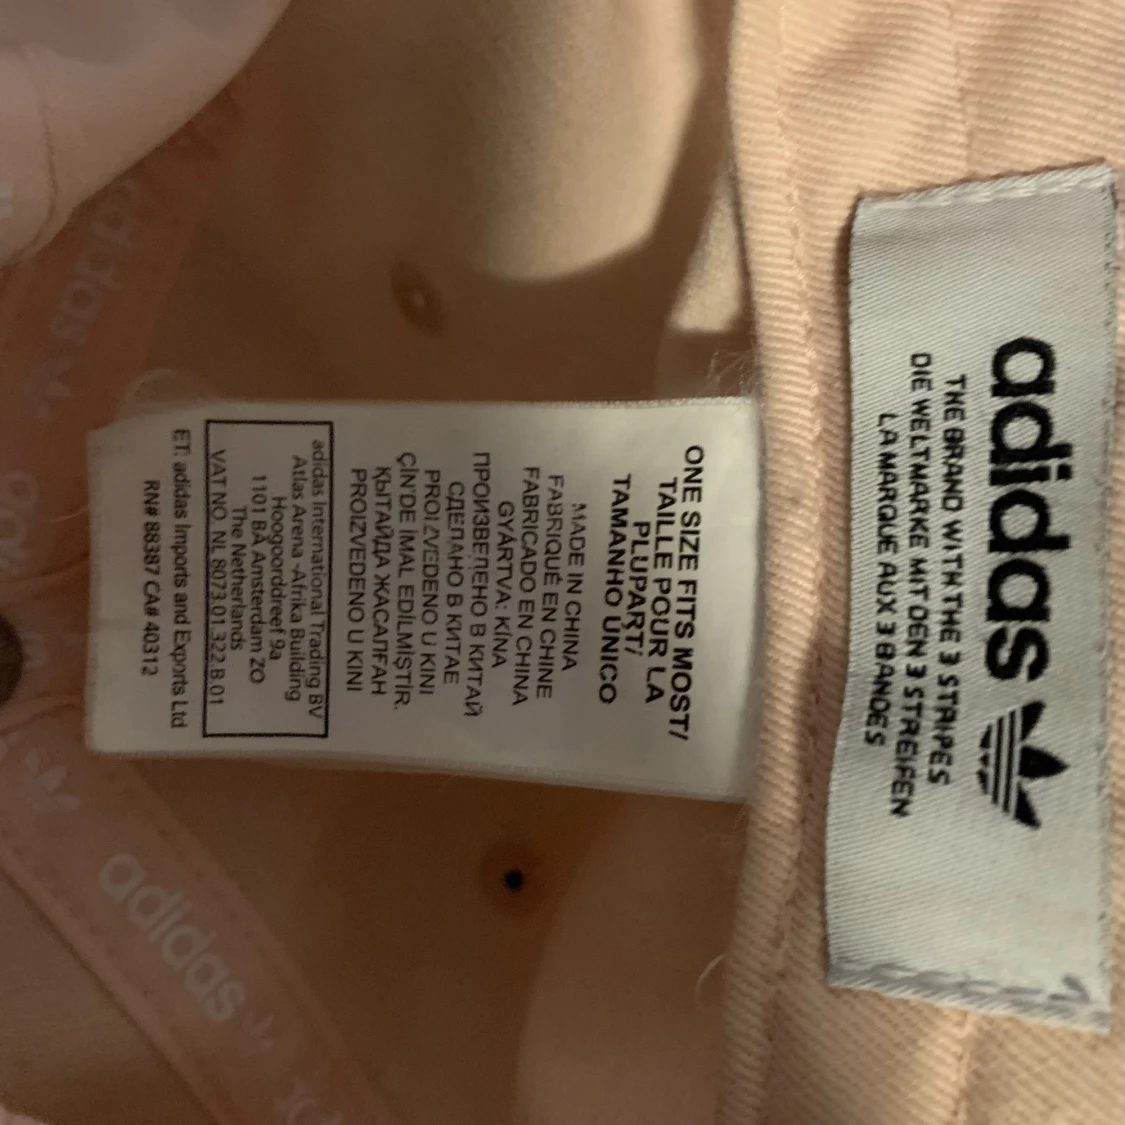 adidas
THE BRAND WITH THE 3 STRIPES
DIE WELTMARKE MIT DEN 3 STREIFEN
LA MARQUE AUX 3 BANDES
ONE SIZE FITS MOST/
TAILLE POUR LA
PLUPART/
TAMANHO UNICO
MADE IN CHINA
FABRIQUÉ EN CHINE
FABRICADO EN CHINA
GYÁRTVA: KÍNA
ПРОИЗВЕДЕНО В КИТАЙ
СДЕЛАНО В КИТАЕ
PROIZVEDENO U KINI
ÇİN'DE İMAL EDİLMİŞTİR.
ҚЫТАЙДА ЖАСАЛҒАН
PROIZVEDENO U KINI
adidas International Trading BV
Atlas Arena -Afrika Building
Hoogoorddreef 9a
1101 BA Amsterdam ZO
The Netherlands
VAT NO. NL 8073.01.322.B.01
ET: adidas Imports and Exports Ltd
RN# 88387 CA# 40312
adidas
adidas